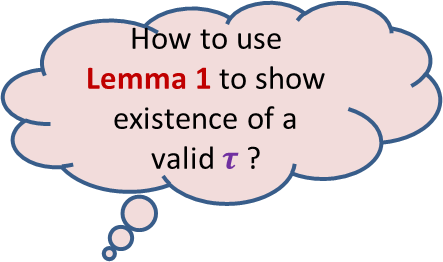 How to use
Lemma 1 to show
existence of a
valid 𝝉 ?